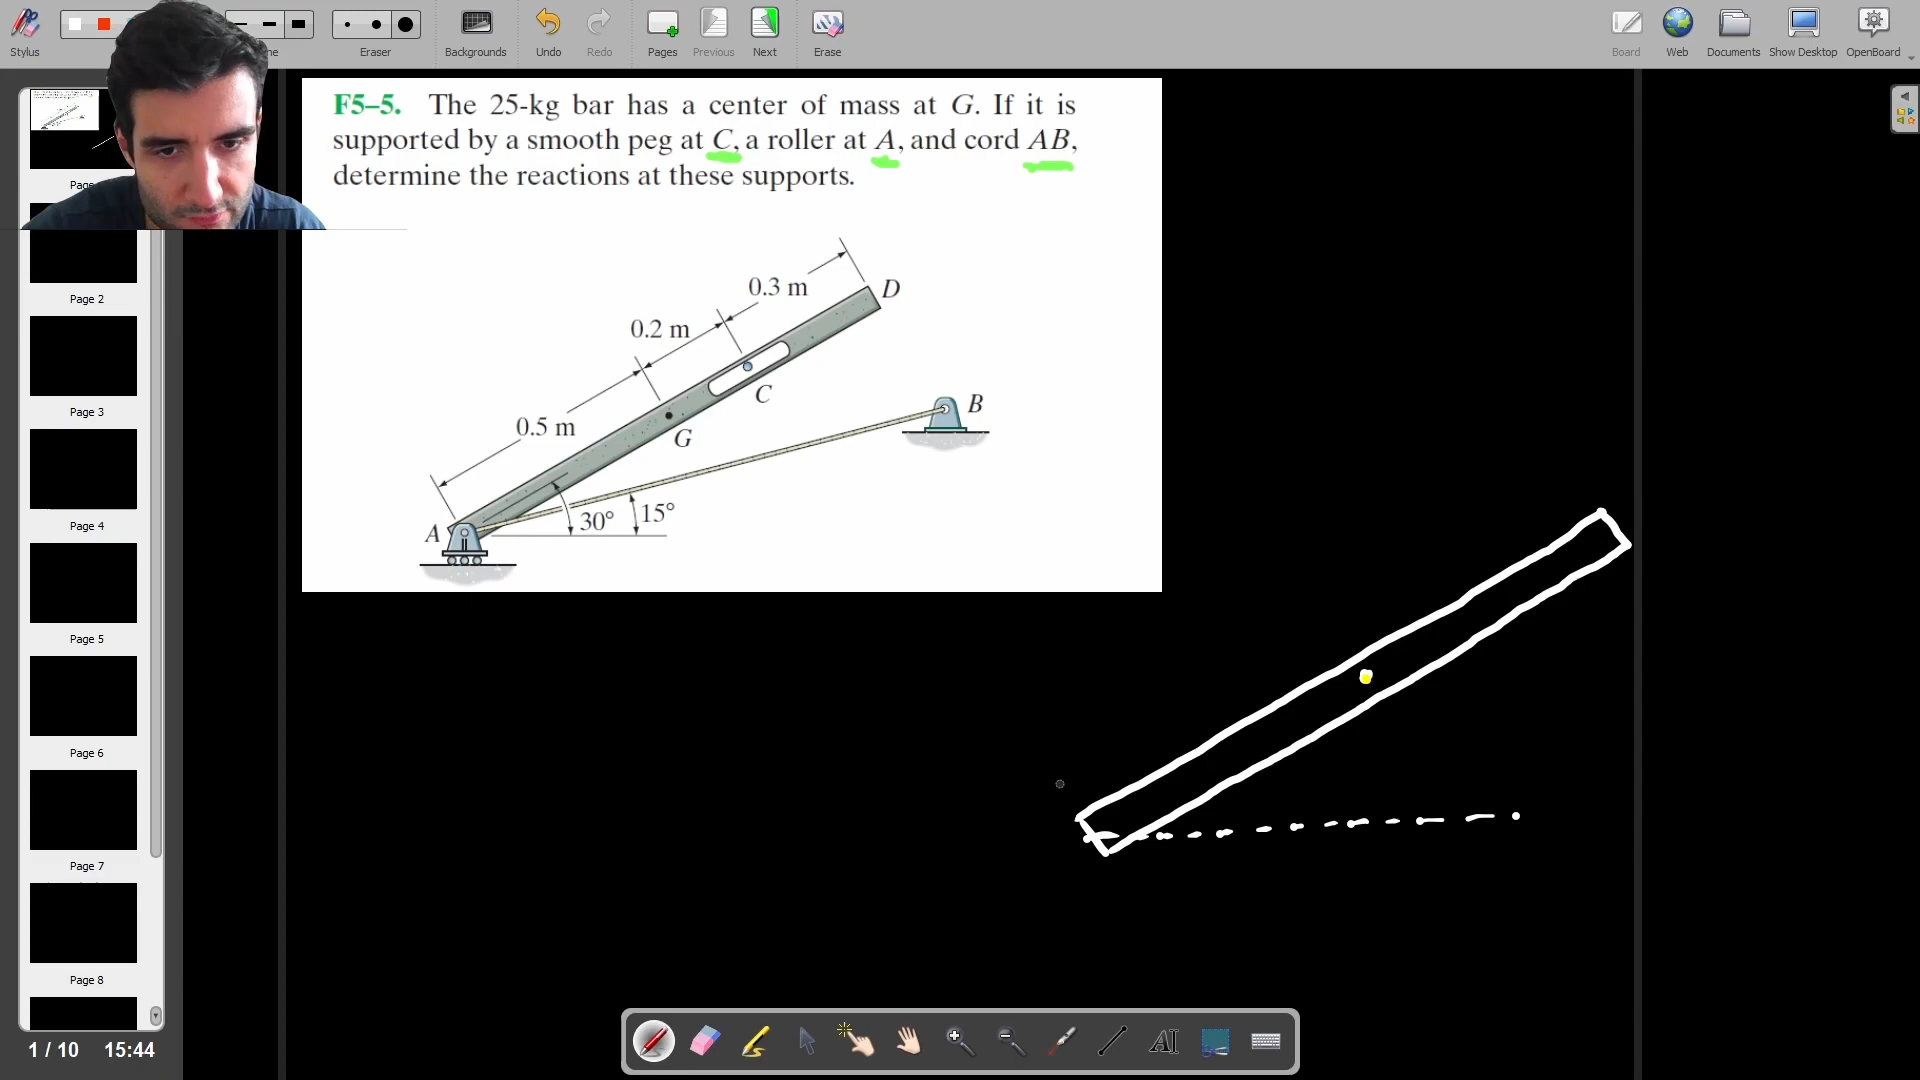 Stylus
Eraser
Backgrounds
Undo
Redo
Pages
Previous
Next
Erase
Board
Web
Documents
Show Desktop
OpenBoard
F5–5. The 25-kg bar has a center of mass at G. If it is
supported by a smooth peg at C, a roller at A, and cord AB,
determine the reactions at these supports.
0.3 m
D
0.2 m
C
B
0.5 m
G
A
30°
15°
Page 2
Page 3
Page 4
Page 5
Page 6
Page 7
Page 8
1 / 10
15:44
AI